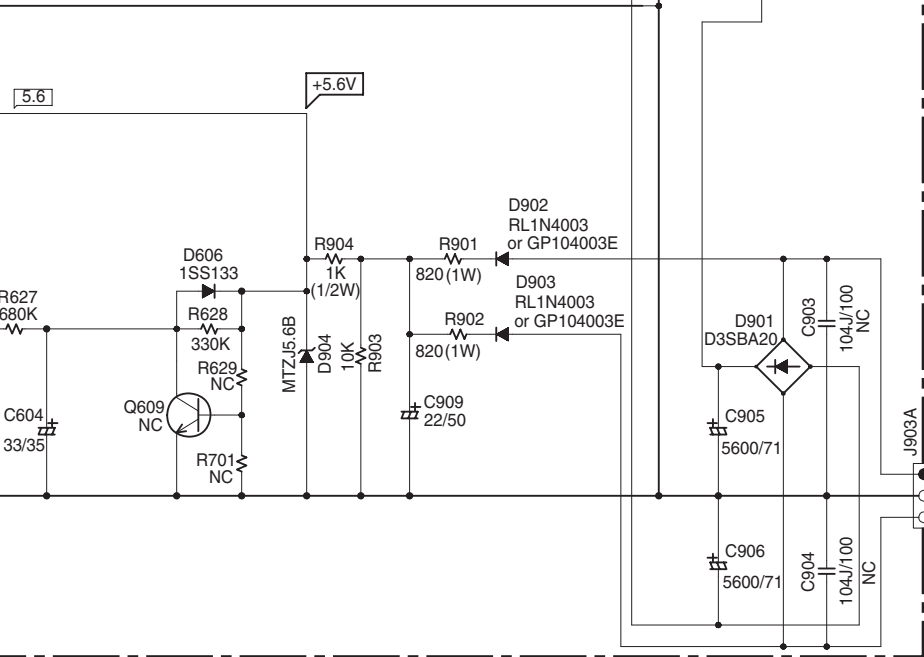 5.6
+5.6V
D902
RL1N4003
or GP104003E
D606
1SS133
R904
1K
(1/2W)
R901
820(1W)
D903
RL1N4003
or GP104003E
R627
680K
R628
330K
R902
820(1W)
D901
D3SBA20
C903
104J/100
NC
MTZJ5.6B
D904
10K
R903
R629
NC
C604
33/35
Q609
NC
C909
22/50
C905
5600/71
J903A
R701
NC
C906
5600/71
C904
104J/100
NC